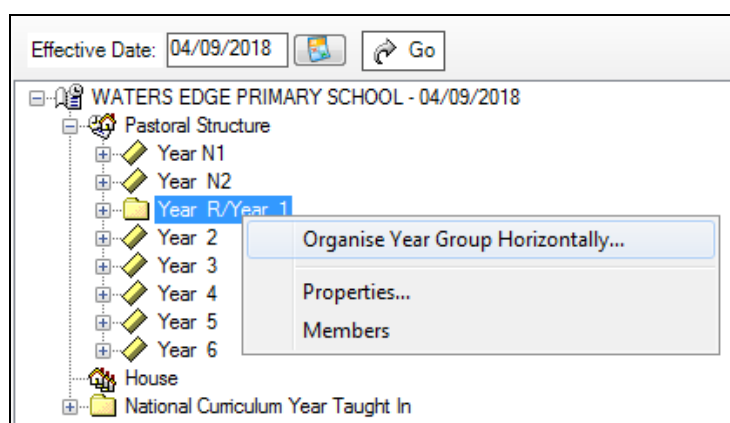 Effective Date: 04/09/2018 Go
WATERS EDGE PRIMARY SCHOOL - 04/09/2018
Pastoral Structure
Year N1
Year N2
Year R/Year 1
Year 2
Organise Year Group Horizontally...
Year 3
Year 4
Properties...
Year 5
Members
Year 6
House
National Curriculum Year Taught In